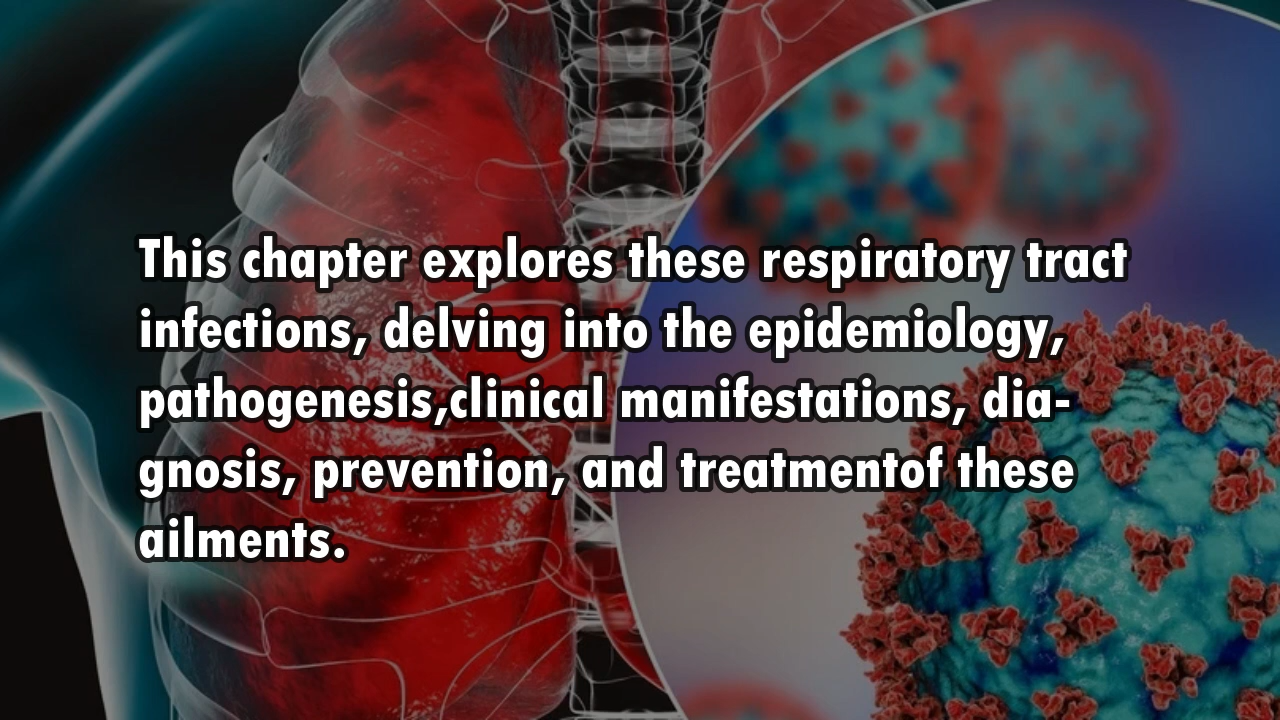 This chapter explores these respiratory tract
infections, delving into the epidemiology,
pathogenesis,clinical manifestations, dia-
gnosis, prevention, and treatmentof these
ailments.